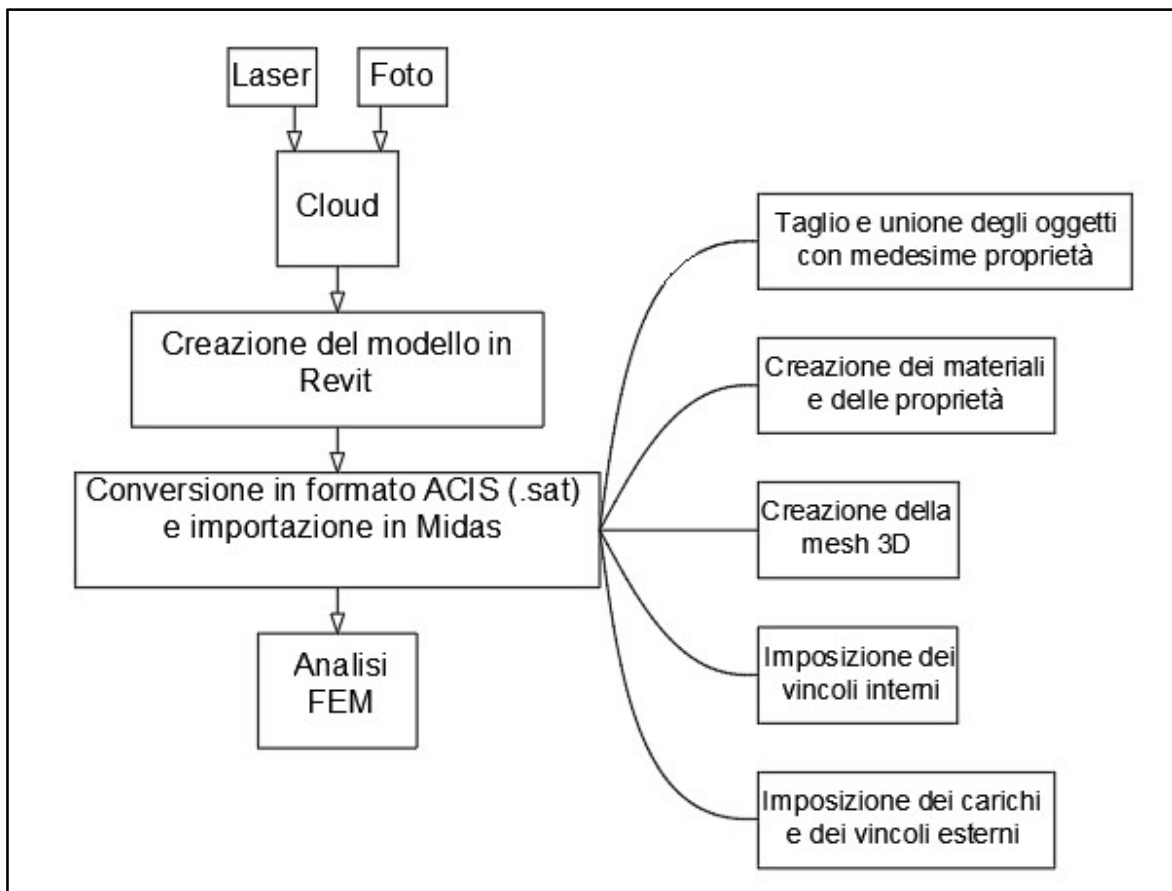 Laser
Foto
Cloud
Creazione del modello in
Revit
Conversione in formato ACIS (.sat)
e importazione in Midas
Analisi
FEM
Taglio e unione degli oggetti
con medesime proprietà
Creazione dei materiali
e delle proprietà
Creazione della
mesh 3D
Imposizione dei
vincoli interni
Imposizione dei carichi
e dei vincoli esterni